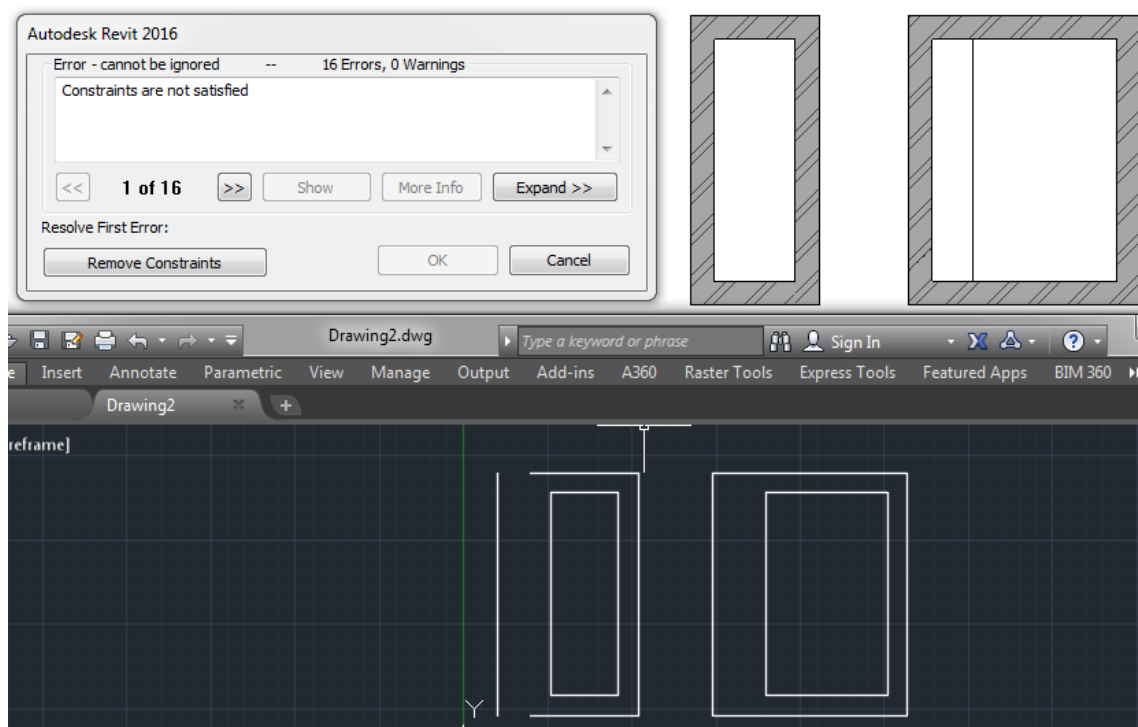 Autodesk Revit 2016
Error - cannot be ignored -- 16 Errors, 0 Warnings
Constraints are not satisfied
<< 1 of 16 >> Show More Info Expand >>
Resolve First Error:
Remove Constraints OK Cancel
Drawing2.dwg Type a keyword or phrase Sign In
e Insert Annotate Parametric View Manage Output Add-ins A360 Raster Tools Express Tools Featured Apps BIM 360
Drawing2
reframe]
Y